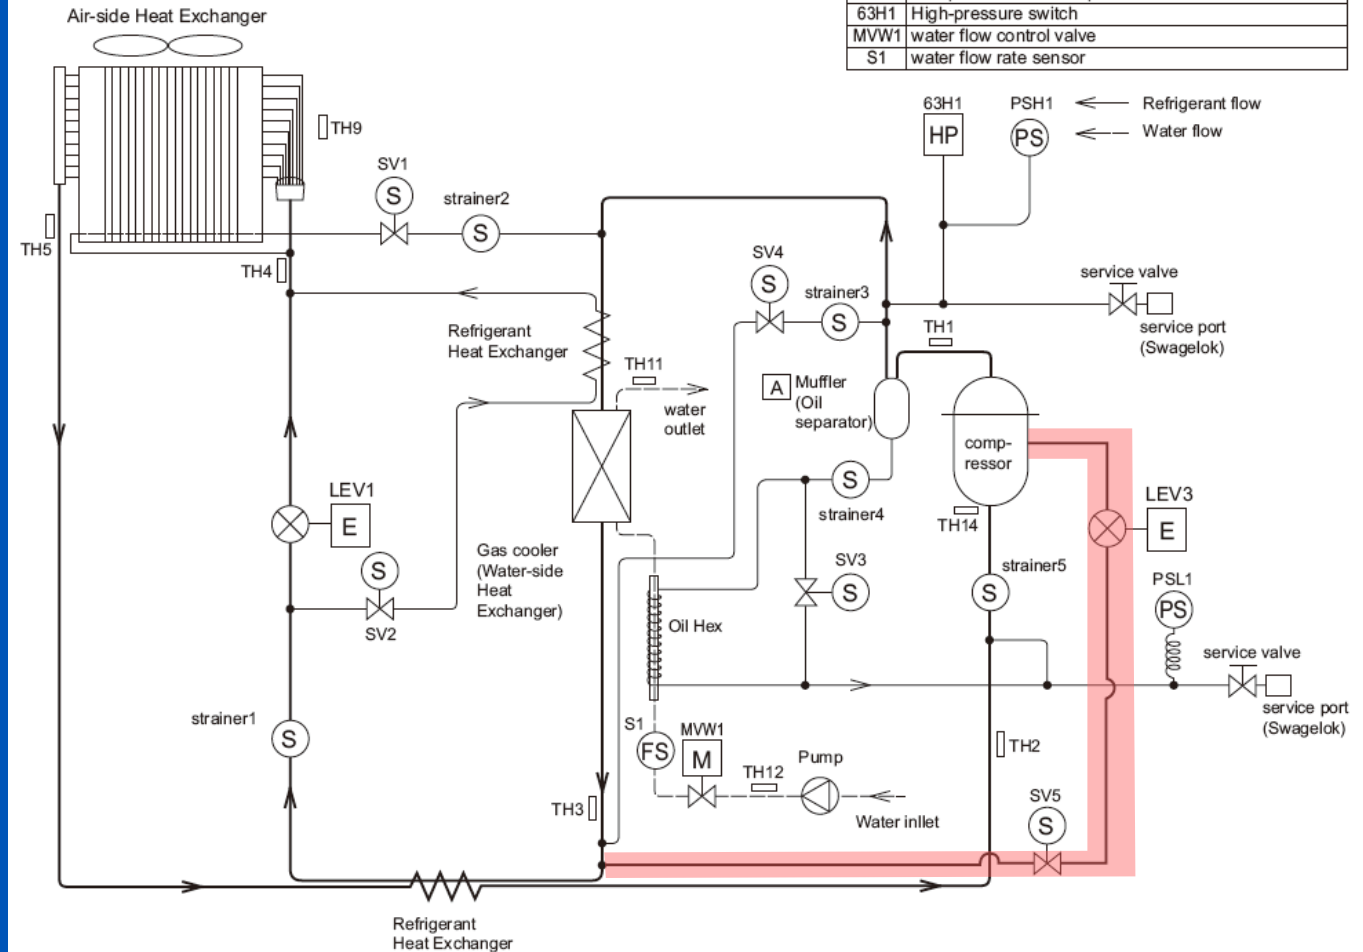 Air-side Heat Exchanger
63H1 High-pressure switch
MVW1 water flow control valve
S1 water flow rate sensor
63H1
PSH1
Refrigerant flow
HP
PS
Water flow
TH9
SV1
S
strainer2
S
TH5
TH4
SV4
S
strainer3
S
service valve
service port
(Swagelok)
TH1
Refrigerant
Heat Exchanger
TH11
water
outlet
A
Muffler
(Oil
separator)
comp-
ressor
LEV1
E
S
SV2
Gas cooler
(Water-side
Heat
Exchanger)
S
strainer4
TH14
LEV3
E
SV3
S
strainer5
S
PSL1
PS
Oil Hex
service valve
service port
(Swagelok)
strainer1
S
S1
FS
MVW1
M
TH12
Pump
Water inllet
TH2
TH3
SV5
S
Refrigerant
Heat Exchanger